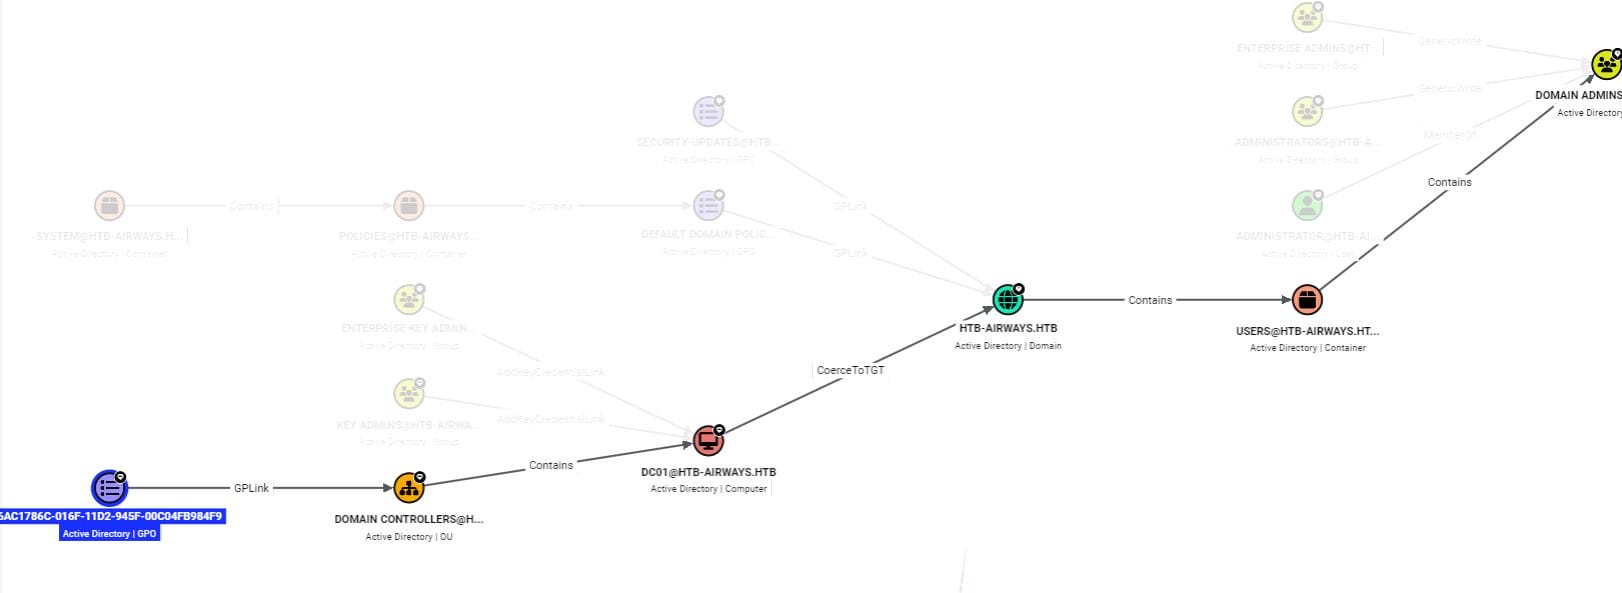 ENTERPRISE ADMINS@HT...
Active Directory | Group
GenericWrite
DOMAIN ADMINS
Active Directory
GenericWrite
SECURITY-UPDATES@HTB...
Active Directory | GPO
ADMINISTRATORS@HTB-A...
Active Directory | Group
MemberOf
Contains
SYSTEM@HTB-AIRWAYS.H...
Active Directory | Container
Contains
POLICIES@HTB-AIRWAYS...
Active Directory | Container
Contains
DEFAULT DOMAIN POLIC...
Active Directory | GPO
GPLink
GPLink
ADMINISTRATOR@HTB-AI...
Active Directory | User
ENTERPRISE KEY ADMIN...
Active Directory | Group
AddKeyCredentialLink
HTB-AIRWAYS.HTB
Active Directory | Domain
Contains
USERS@HTB-AIRWAYS.HT...
Active Directory | Container
CoerceToTGT
KEY ADMINS@HTB-AIRWA...
Active Directory | Group
AddKeyCredentialLink
DC01@HTB-AIRWAYS.HTB
Active Directory | Computer
Contains
6AC1786C-016F-11D2-945F-00C04FB984F9
Active Directory | GPO
GPLink
DOMAIN CONTROLLERS@H...
Active Directory | OU